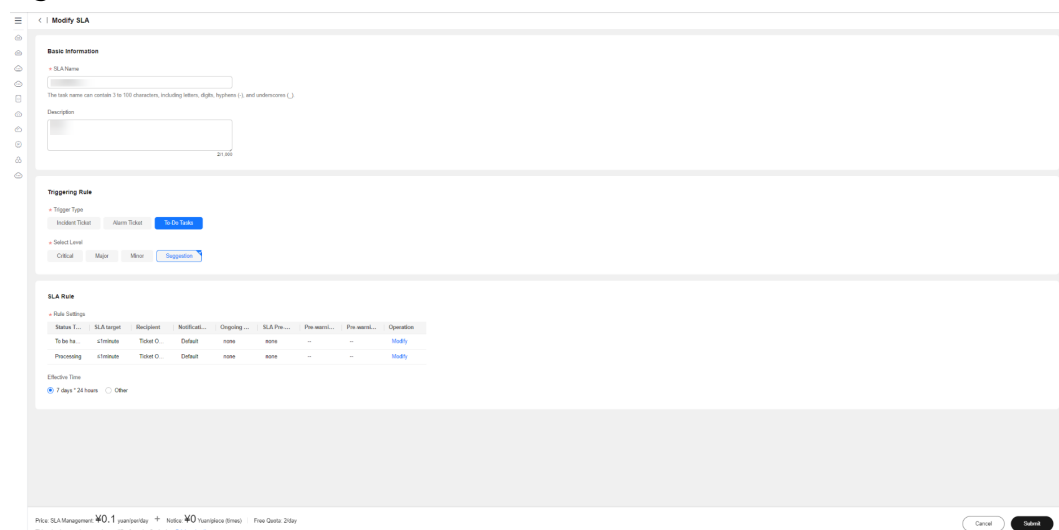 < | Modify SLA
Basic Information
* SLA Name
The task name can contain 3 to 100 characters, including letters, digits, hyphens (-), and underscores (_).
Description
2/1,000
Triggering Rule
* Trigger Type
Incident Ticket Alarm Ticket To-Do Tasks
* Select Level
Critical Major Minor Suggestion
SLA Rule
* Rule Settings
Status T... SLA target Recipient Notificati... Ongoing ... SLA Pre-... Pre-warni... Pre-warni... Operation
To be ha... ≤1minute Ticket O... Default none none -- -- Modify
Processing ≤1minute Ticket O... Default none none -- -- Modify
Effective Time
7 days * 24 hours Other
Price: SLA Management: ¥0.1 yuan/per/day + Notice: ¥0 Yuan/piece (times) Free Quota: 2/day
Cancel Submit